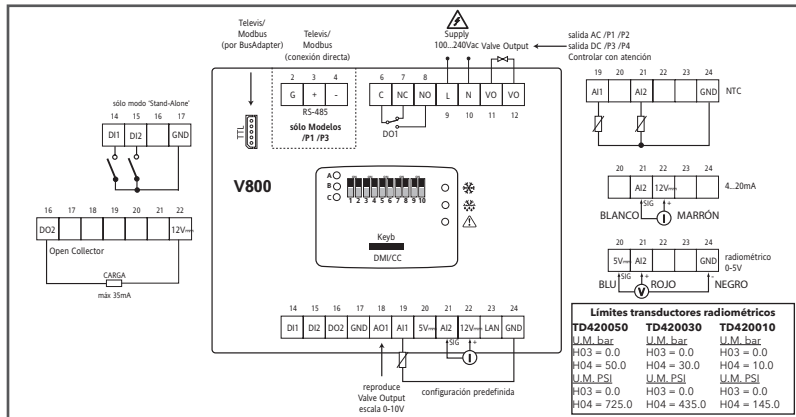 Televis/
Modbus
(por BusAdapter)
Televis/
Modbus
(conexión directa)
Supply
100...240Vac
Valve Output
salida AC /P1 /P2
salida DC /P3 /P4
Controlar con atención
2 3 4
G + -
RS-485
sólo Modelos
/P1 /P3
TTL
6 7 8
C NC NO L N VO VO
9 10 11 12
DO1
19 20 21 22 23 24
AI1 AI2 GND
NTC
sólo modo 'Stand-Alone'
14 15 16 17
DI1 DI2 GND
V800
A
B
C
1 2 3 4 5 6 7 8 9 10
Keyb
DMI/CC
20 21 22 23 24
AI2 12V
4...20mA
SIG +
BLANCO I MARRÓN
16 17 18 19 20 21 22
DO2 12V
Open Collector
CARGA
máx 35mA
20 21 22 23 24
5V AI2 GND
radiométrico
0-5V
SIG + -
BLU V ROJO NEGRO
14 15 16 17 18 19 20 21 22 23 24
DI1 DI2 DO2 GND AO1 AI1 5V AI2 12V LAN GND
SIG +
I
reproduce
Valve Output
escala 0-10V
configuración predefinida
Límites transductores radiométricos
TD420050 TD420030 TD420010
U.M. bar U.M. bar U.M. bar
H03 = 0.0 H03 = 0.0 H03 = 0.0
H04 = 50.0 H04 = 30.0 H04 = 10.0
U.M. PSI U.M. PSI U.M. PSI
H03 = 0.0 H03 = 0.0 H03 = 0.0
H04 = 725.0 H04 = 435.0 H04 = 145.0